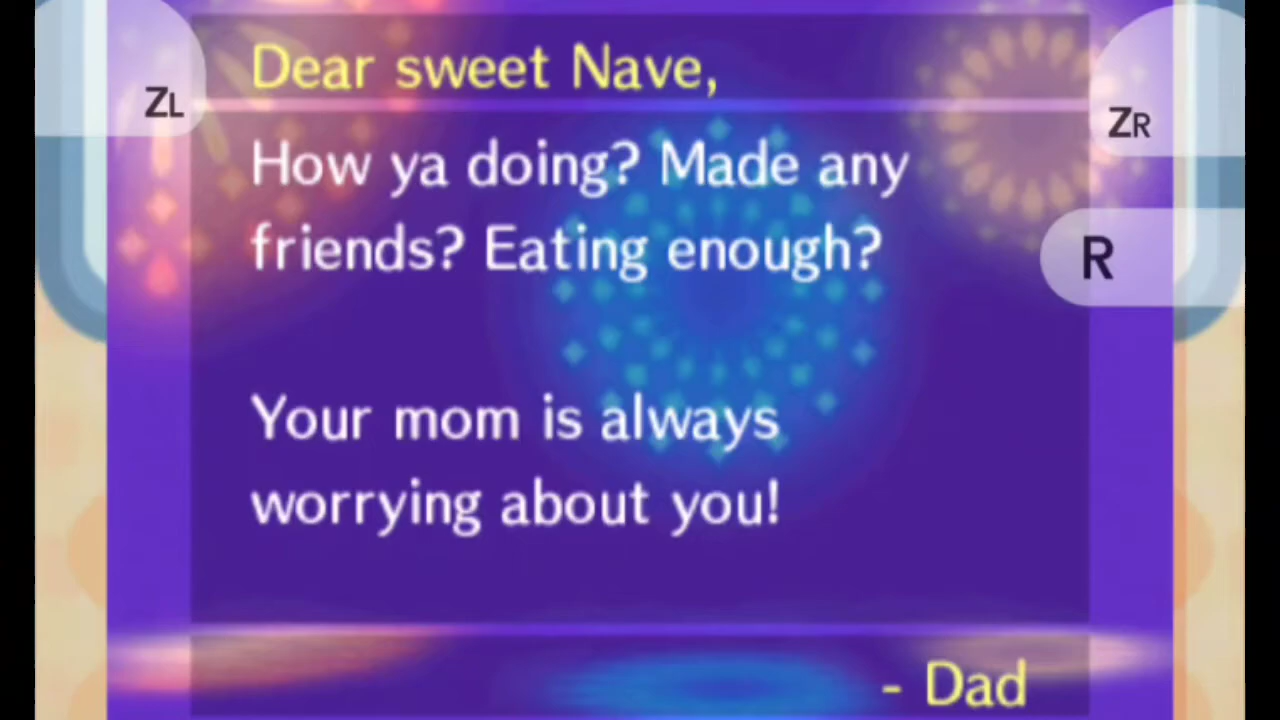 Dear sweet Nave,
ZL
ZR
How ya doing? Made any
friends? Eating enough?
R
Your mom is always
worrying about you!
- Dad